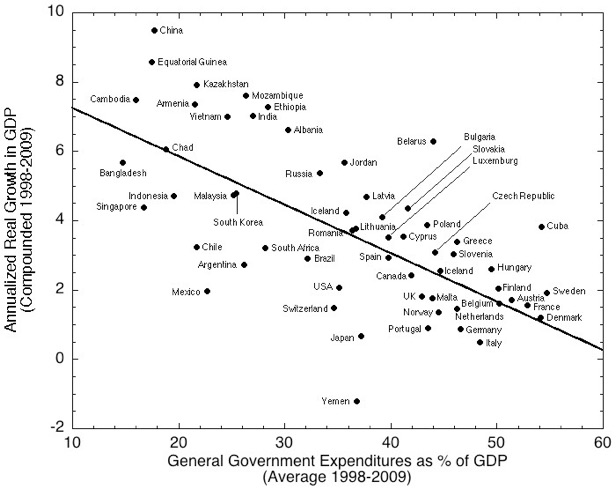 10
8
6
4
2
0
-2
Annualized Real Growth in GDP
(Compounded 1998-2009)
China
Equatorial Guinea
Kazakhstan
Cambodia
Armenia
Mozambique
Ethiopia
Vietnam
India
Albania
Belarus
Bulgaria
Slovakia
Luxemburg
Chad
Bangladesh
Jordan
Russia
Czech Republic
Indonesia
Malaysia
Latvia
Singapore
South Korea
Iceland
Lithuania
Romania
Poland
Cuba
Cyprus
Greece
Chile
South Africa
Brazil
Spain
Slovenia
Argentina
Canada
Iceland
Hungary
Mexico
USA
UK
Malta
Finland
Sweden
Belgium
Austria
Switzerland
Norway
Netherlands
France
Denmark
Japan
Portugal
Germany
Italy
Yemen
10
20
30
40
50
60
General Government Expenditures as % of GDP
(Average 1998-2009)